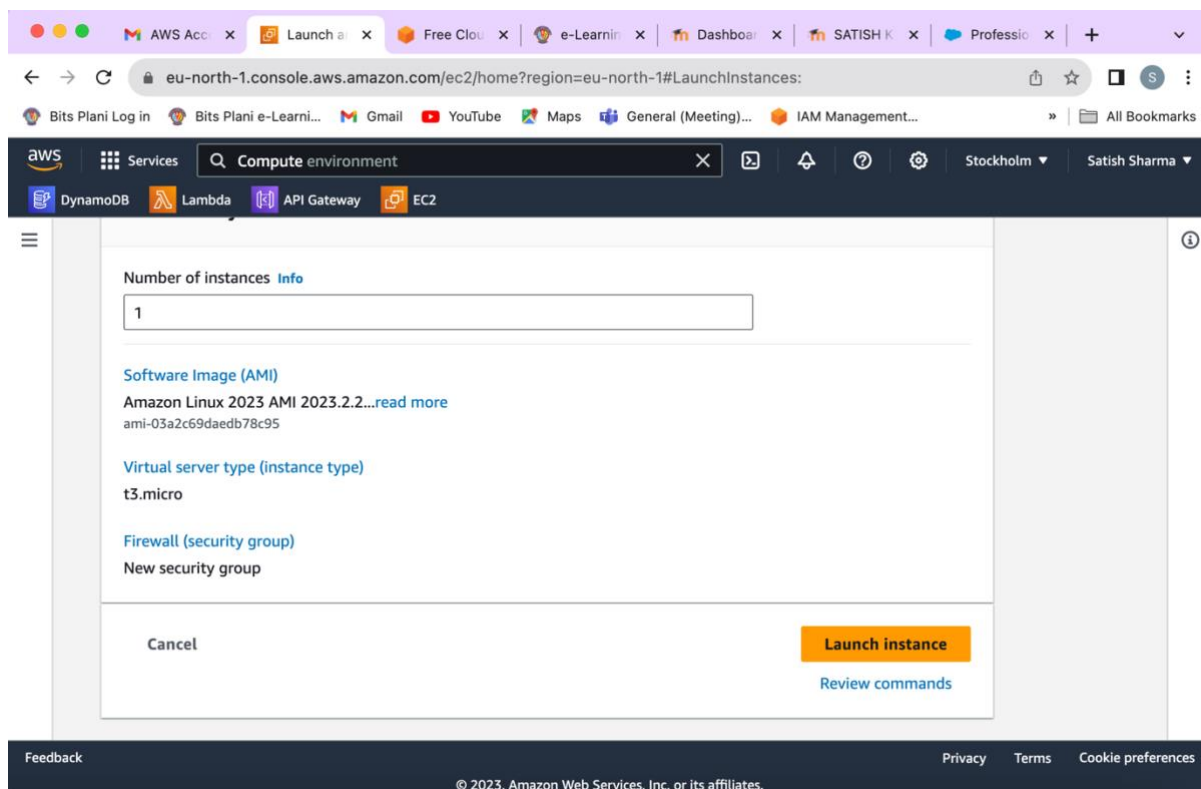 AWS Acc
Launch a
Free Clou
e-Learnin
Dashboar
SATISH K
Professio
eu-north-1.console.aws.amazon.com/ec2/home?region=eu-north-1#LaunchInstances:
S
Bits Plani Log in Bits Plani e-Learni... Gmail YouTube Maps General (Meeting)... IAM Management... » All Bookmarks
aws Services Compute environment Stockholm Satish Sharma
DynamoDB Lambda API Gateway EC2
Number of instances Info
1
Software Image (AMI)
Amazon Linux 2023 AMI 2023.2.2...read more
ami-03a2c69daedb78c95
Virtual server type (instance type)
t3.micro
Firewall (security group)
New security group
Cancel Launch instance
Review commands
Feedback Privacy Terms Cookie preferences
© 2023, Amazon Web Services, Inc. or its affiliates.